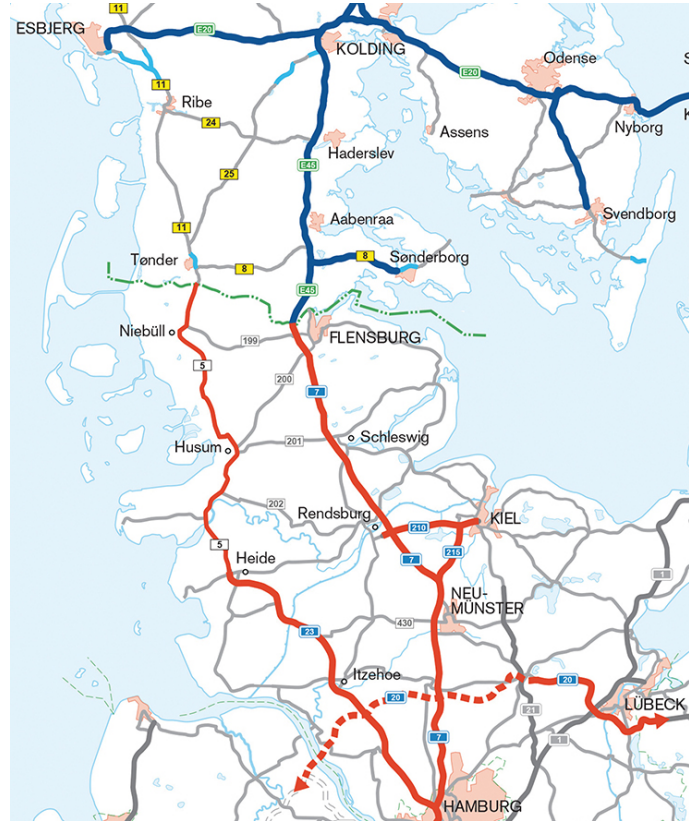 11
ESBJERG
E20
KOLDING
Odense
E20
11
Ribe
24
Assens
Nyborg
Haderslev
E45
25
Svendborg
Aabenraa
11
Tønder
8
8
Sønderborg
E45
Niebüll
199
FLENSBURG
5
200
7
Husum
201
Schleswig
202
Rendsburg
210
KIEL
5
7
215
Heide
1
NEU-
MÜNSTER
23
430
Itzehoe
20
20
LÜBECK
21
7
1
HAMBURG